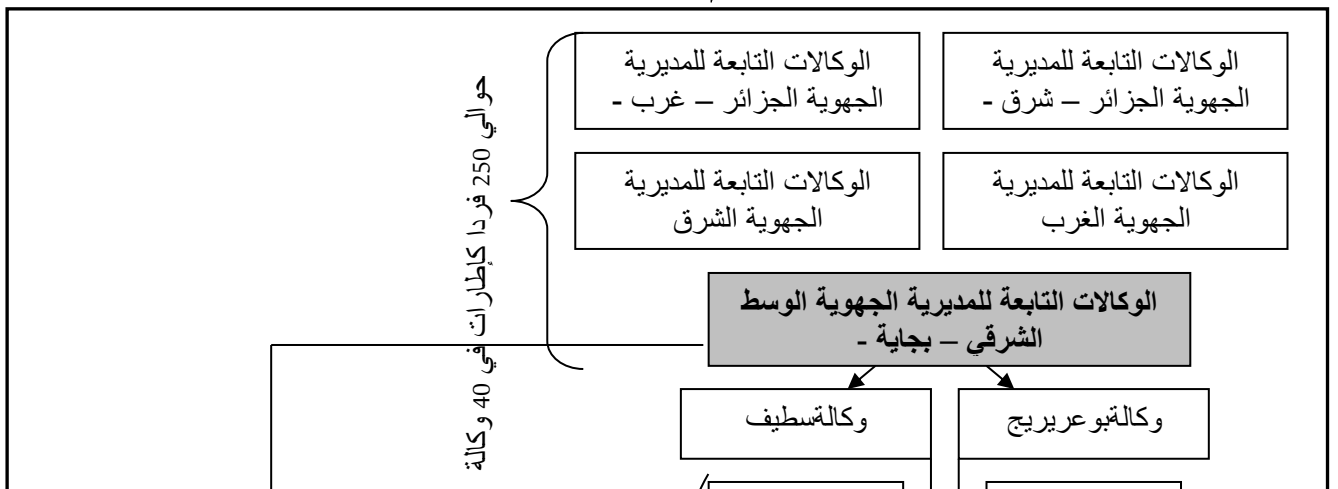 الوكالات التابعة للمديرية
الجهوية الجزائر – شرق -
الوكالات التابعة للمديرية
الجهوية الجزائر – غرب -
الوكالات التابعة للمديرية
الجهوية الغرب
الوكالات التابعة للمديرية
الجهوية الشرق
حوالي 250 فردا كإطارات في 40 وكالة
الوكالات التابعة للمديرية الجهوية الوسط
الشرقي – بجاية -
وكالةبوعريريج
وكالةسطيف